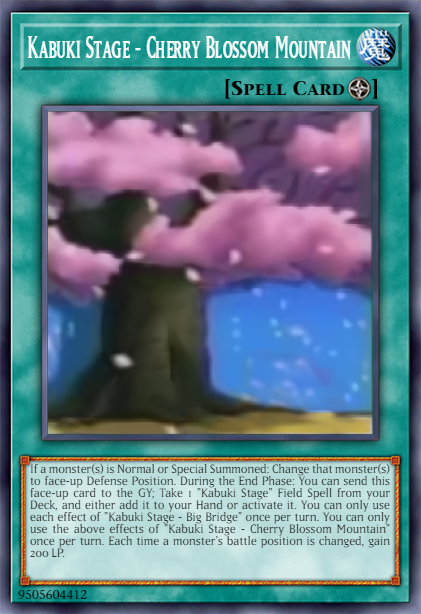 Kabuki Stage - Cherry Blossom Mountain 魔
[Spell Card]
If a monster(s) is Normal or Special Summoned: Change that monster(s)
to face-up Defense Position. During the End Phase: You can send this
face-up card to the GY; Take 1 "Kabuki Stage" Field Spell from your
Deck, and either add it to your Hand or activate it. You can only use
each effect of "Kabuki Stage - Big Bridge" once per turn. You can only
use the above effects of "Kabuki Stage - Cherry Blossom Mountain"
once per turn. Each time a monster's battle position is changed, gain
200 LP.
9505604412